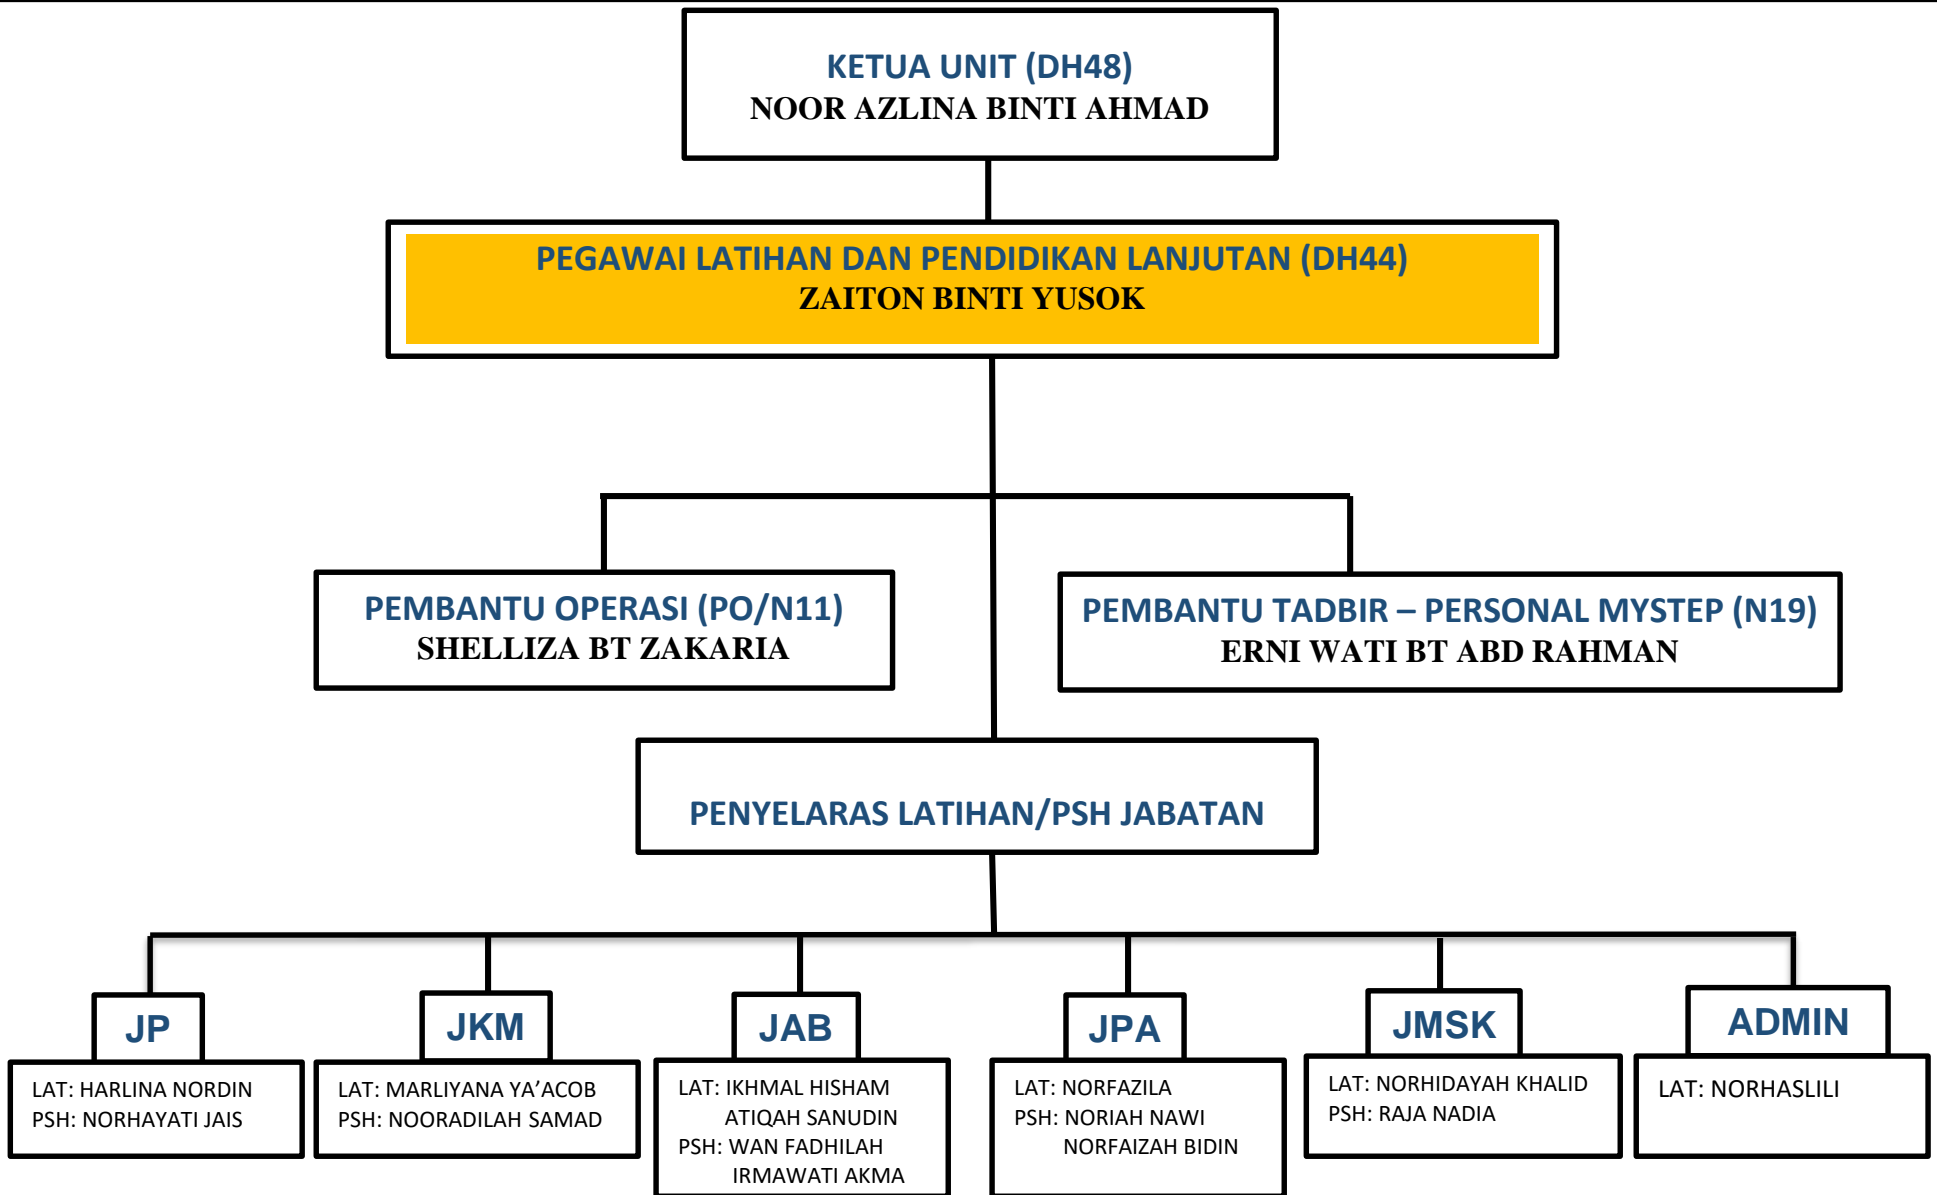 KETUA UNIT (DH48)
NOOR AZLINA BINTI AHMAD
PEGAWAI LATIHAN DAN PENDIDIKAN LANJUTAN (DH44)
ZAITON BINTI YUSOK
PEMBANTU OPERASI (PO/N11)
SHELLIZA BT ZAKARIA
PEMBANTU TADBIR – PERSONAL MYSTEP (N19)
ERNI WATI BT ABD RAHMAN
PENYELARAS LATIHAN/PSH JABATAN
JP
LAT: HARLINA NORDIN
PSH: NORHAYATI JAIS
JKM
LAT: MARLIYANA YA’ACOB
PSH: NOORADILAH SAMAD
JAB
LAT: IKHMAL HISHAM
ATIQAH SANUDIN
PSH: WAN FADHILAH
IRMAWATI AKMA
JPA
LAT: NORFAZILA
PSH: NORIAH NAWI
NORFAIZAH BIDIN
JMSK
LAT: NORHIDAYAH KHALID
PSH: RAJA NADIA
ADMIN
LAT: NORHASLILI